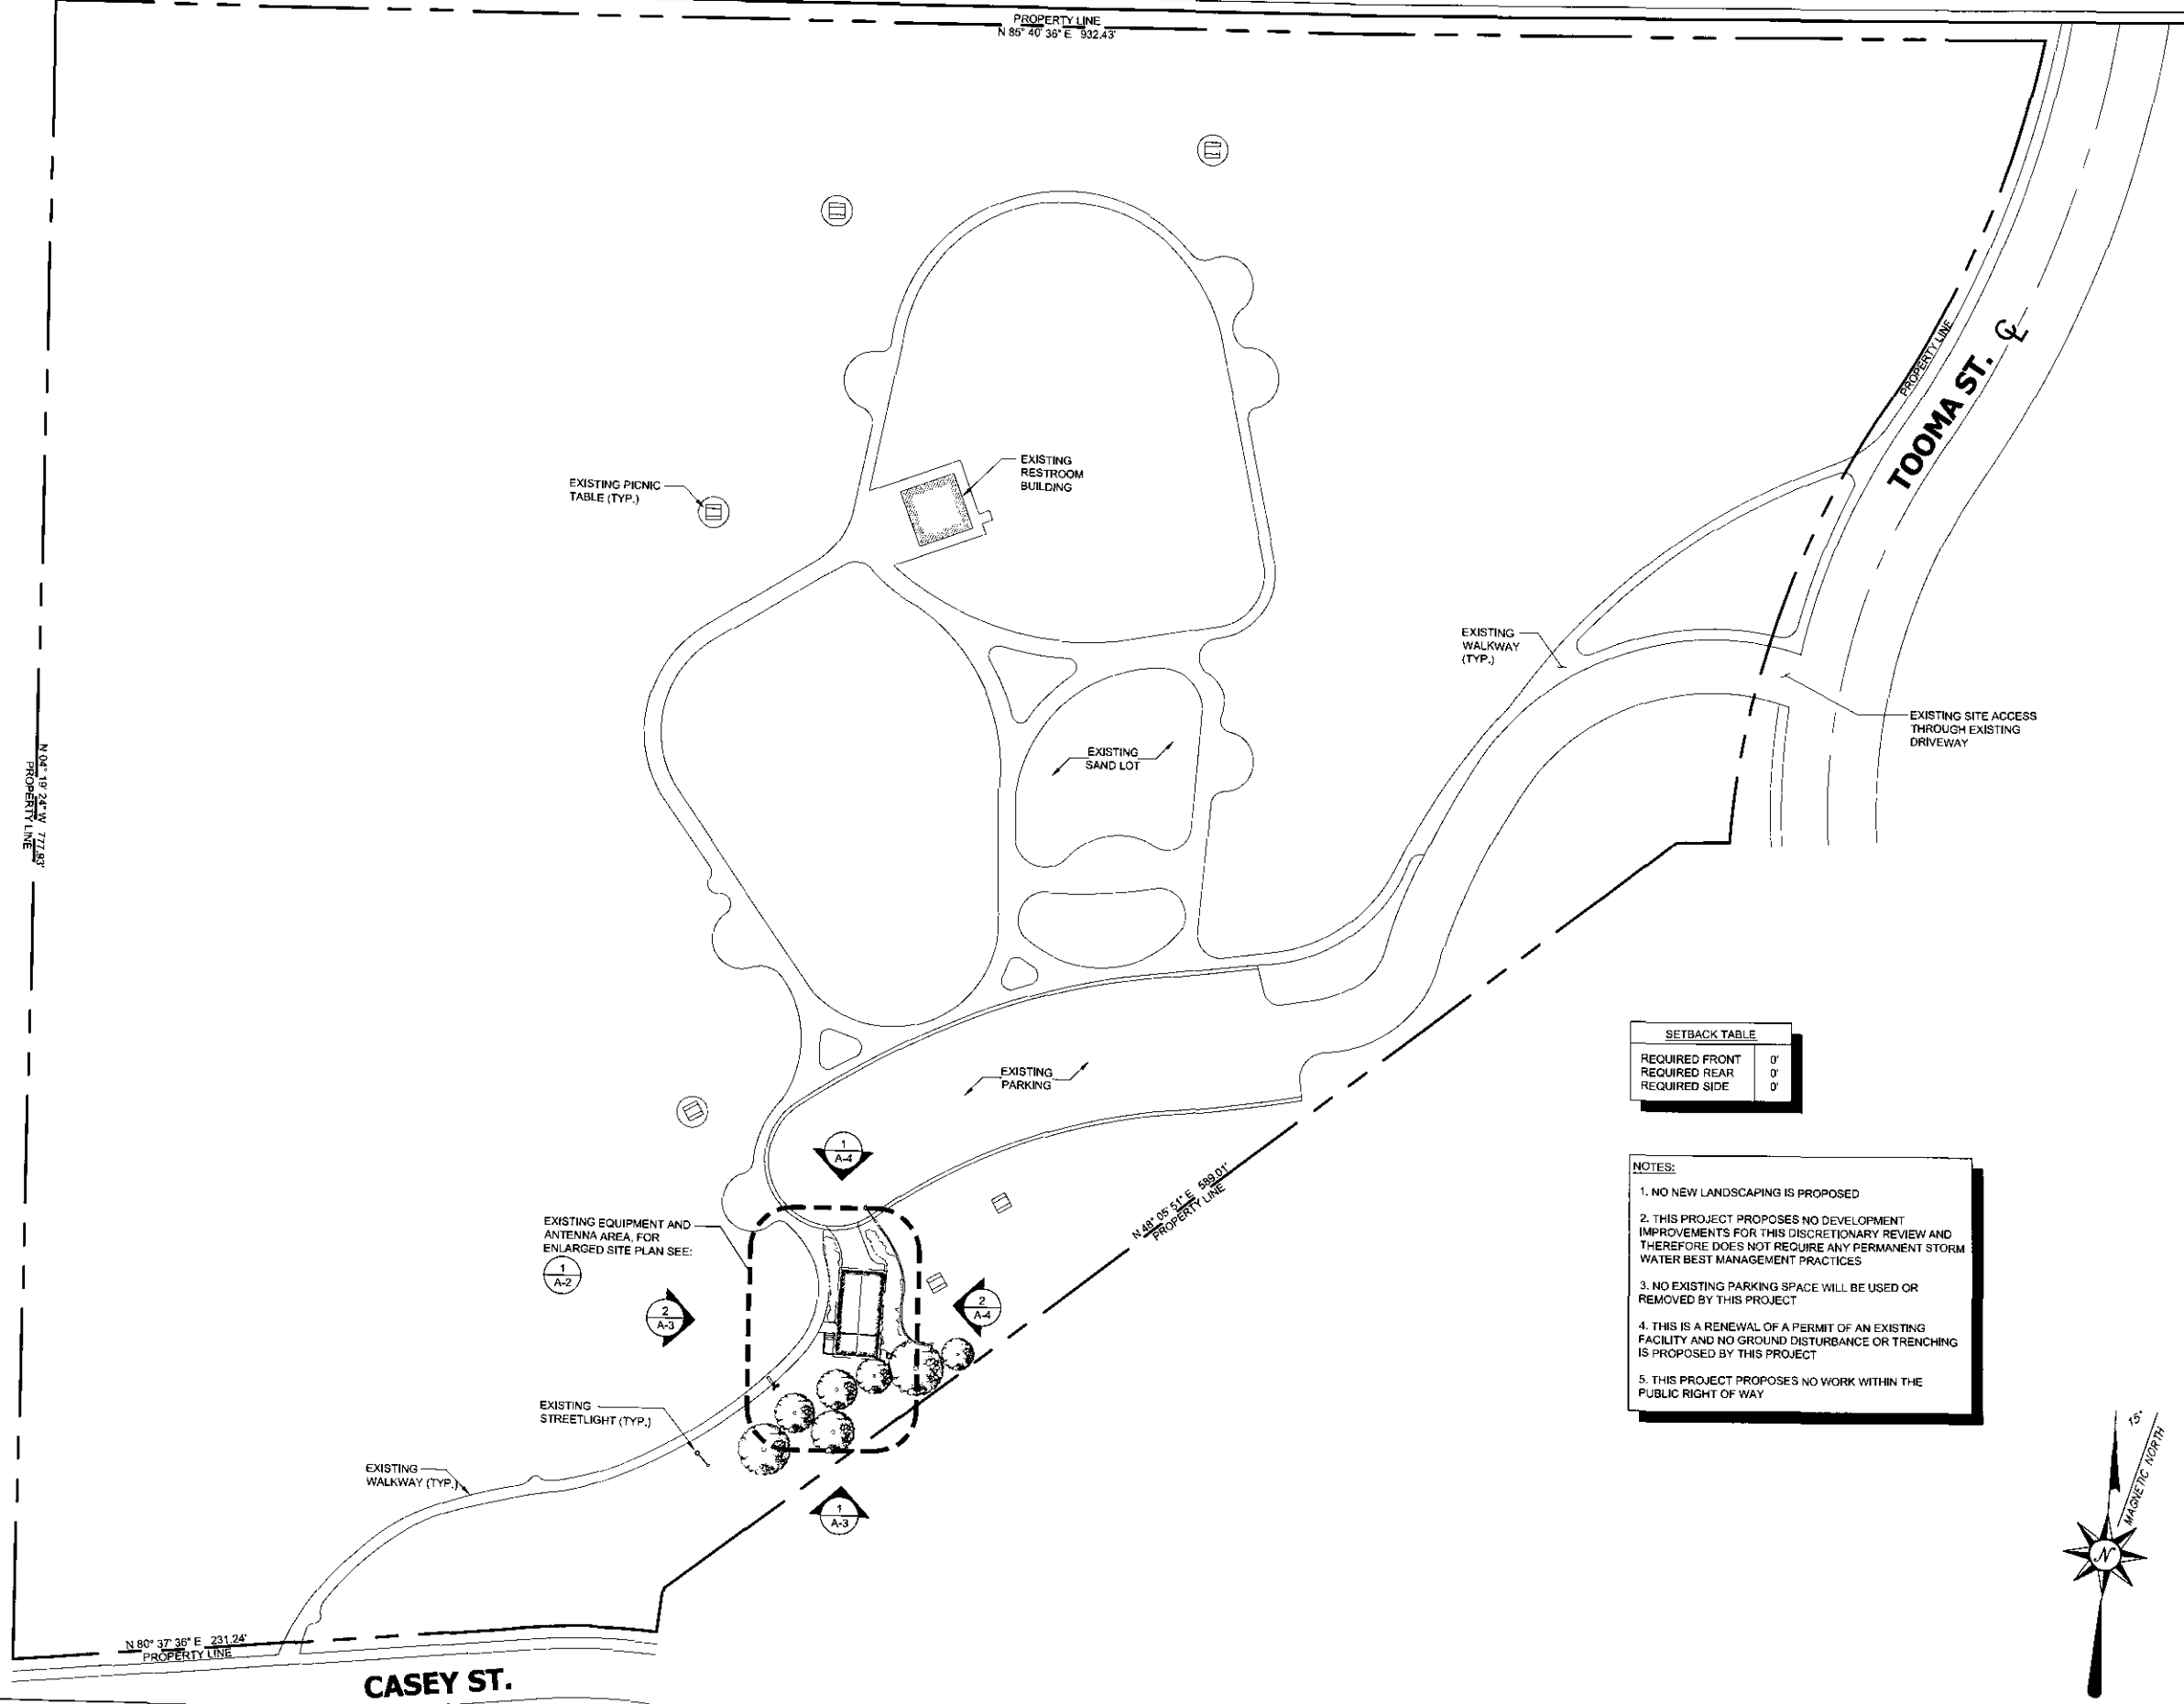 PROPERTY LINE
N 85° 40' 36" E 932.43'
PROPERTY LINE
TOOMA ST.
EXISTING
RESTROOM
BUILDING
EXISTING PICNIC
TABLE (TYP.)
EXISTING
WALKWAY
(TYP.)
EXISTING SITE ACCESS
THROUGH EXISTING
DRIVEWAY
EXISTING
SAND LOT
N 04° 19' 24" W 777.93'
PROPERTY LINE
EXISTING
PARKING
SETBACK TABLE
REQUIRED FRONT 0'
REQUIRED REAR 0'
REQUIRED SIDE 0'
1
A-4
N 48° 05' 51" E 589.01'
PROPERTY LINE
EXISTING EQUIPMENT AND
ANTENNA AREA, FOR
ENLARGED SITE PLAN SEE:
1
A-2
2
A-3
2
A-4
NOTES:
1. NO NEW LANDSCAPING IS PROPOSED
2. THIS PROJECT PROPOSES NO DEVELOPMENT
IMPROVEMENTS FOR THIS DISCRETIONARY REVIEW AND
THEREFORE DOES NOT REQUIRE ANY PERMANENT STORM
WATER BEST MANAGEMENT PRACTICES
3. NO EXISTING PARKING SPACE WILL BE USED OR
REMOVED BY THIS PROJECT
4. THIS IS A RENEWAL OF A PERMIT OF AN EXISTING
FACILITY AND NO GROUND DISTURBANCE OR TRENCHING
IS PROPOSED BY THIS PROJECT
5. THIS PROJECT PROPOSES NO WORK WITHIN THE
PUBLIC RIGHT OF WAY
EXISTING
STREETLIGHT (TYP.)
EXISTING
WALKWAY (TYP.)
1
A-3
15°
MAGNETIC NORTH
N
N 80° 37' 36" E 231.24'
PROPERTY LINE
CASEY ST.